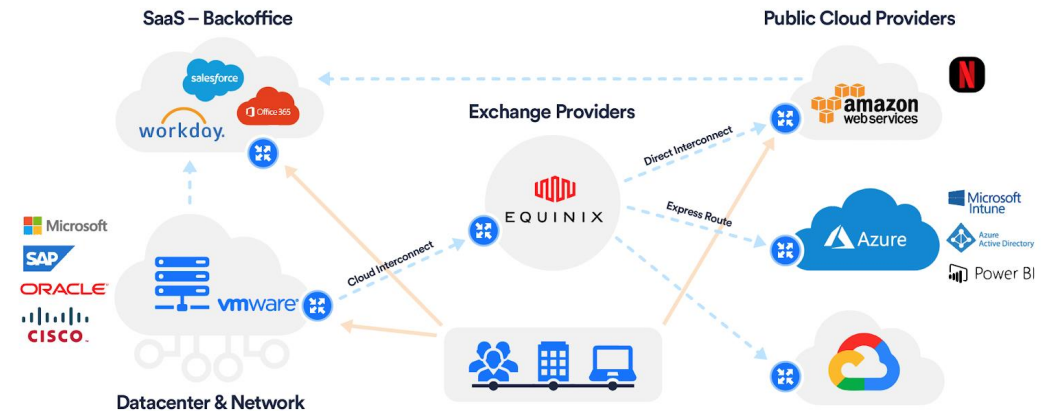 SaaS – Backoffice
Public Cloud Providers
salesforce
Office 365
workday.
Exchange Providers
amazon
web services
N
Direct Interconnect
EQUINIX
Express Route
Microsoft
Intune
Azure
Azure
Active Directory
Power BI
Microsoft
SAP
ORACLE
CISCO
vmware
Cloud Interconnect
Datacenter & Network